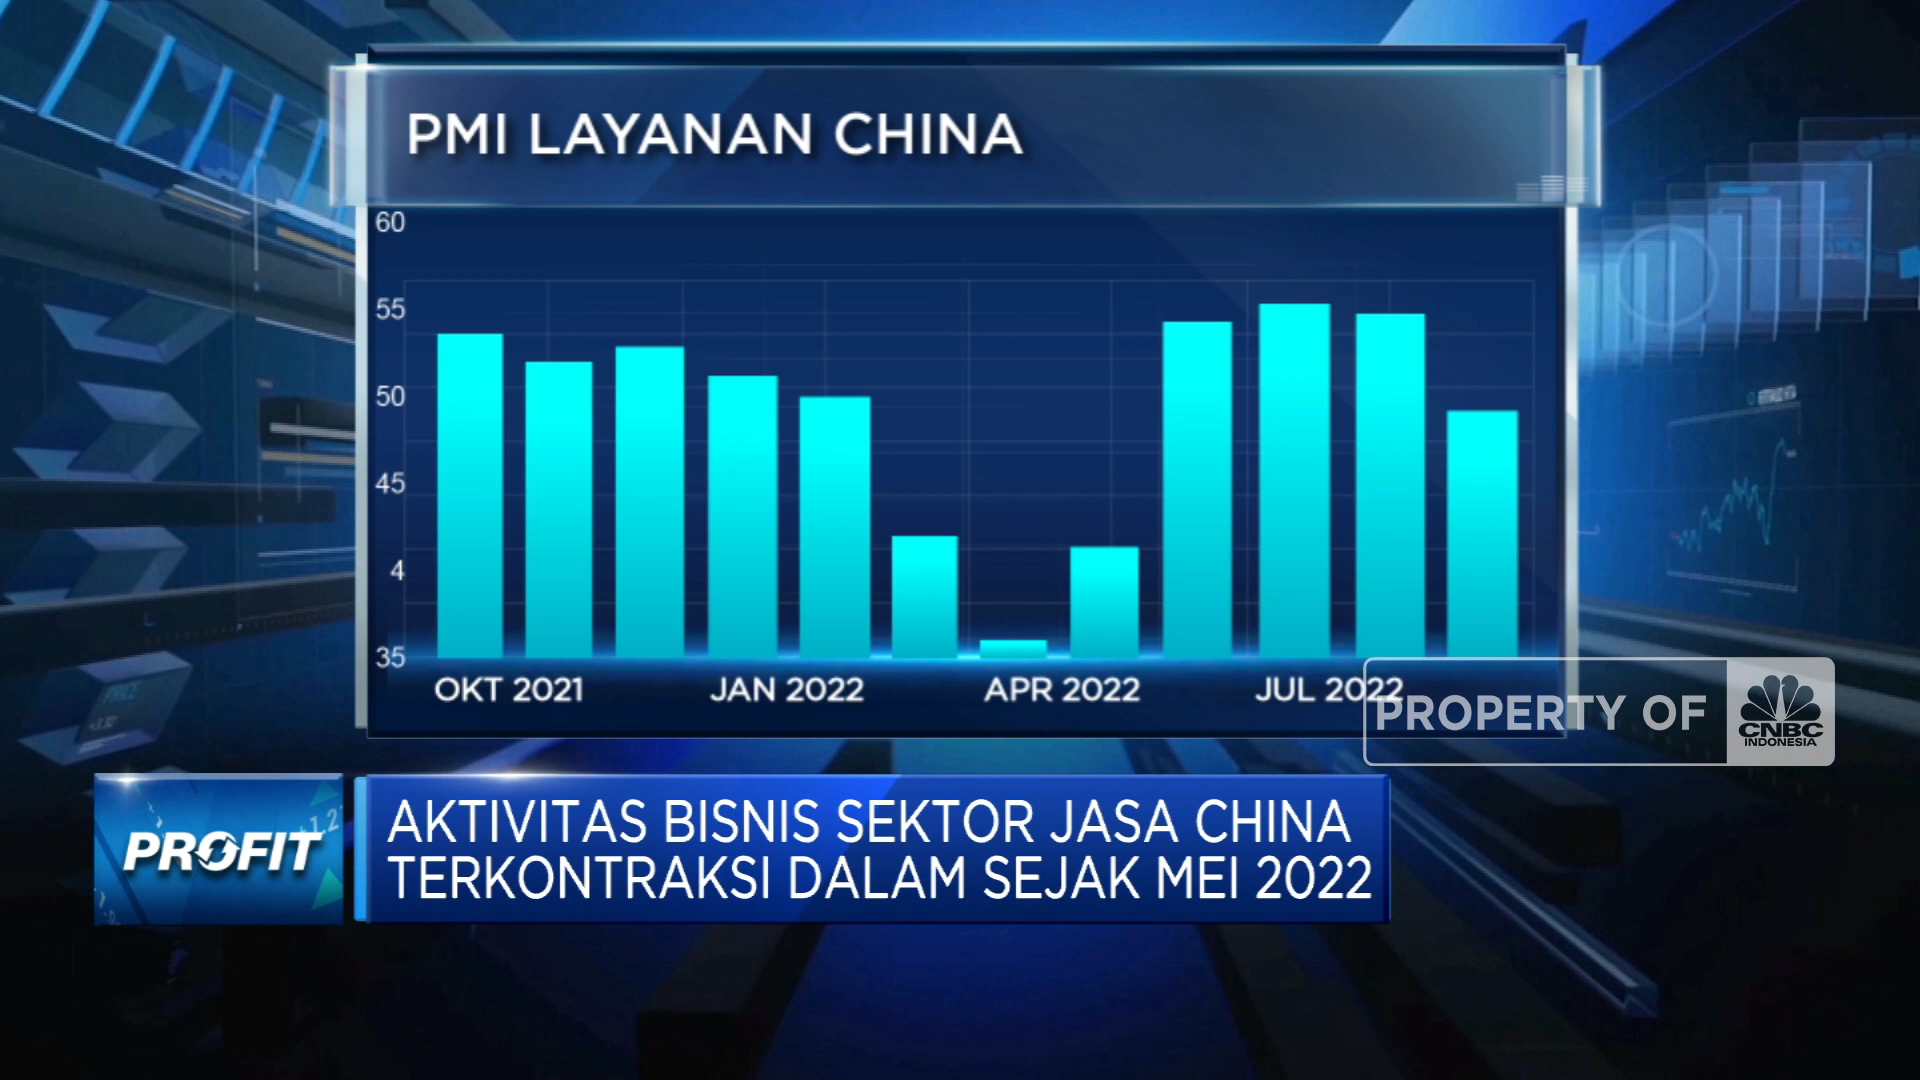 PMI LAYANAN CHINA
60
55
50
45
4
35
OKT 2021 JAN 2022 APR 2022 JUL 2022
PROPERTY OF CNBC
INDONESIA
PROFIT
AKTIVITAS BISNIS SEKTOR JASA CHINA
TERKONTRAKSI DALAM SEJAK MEI 2022